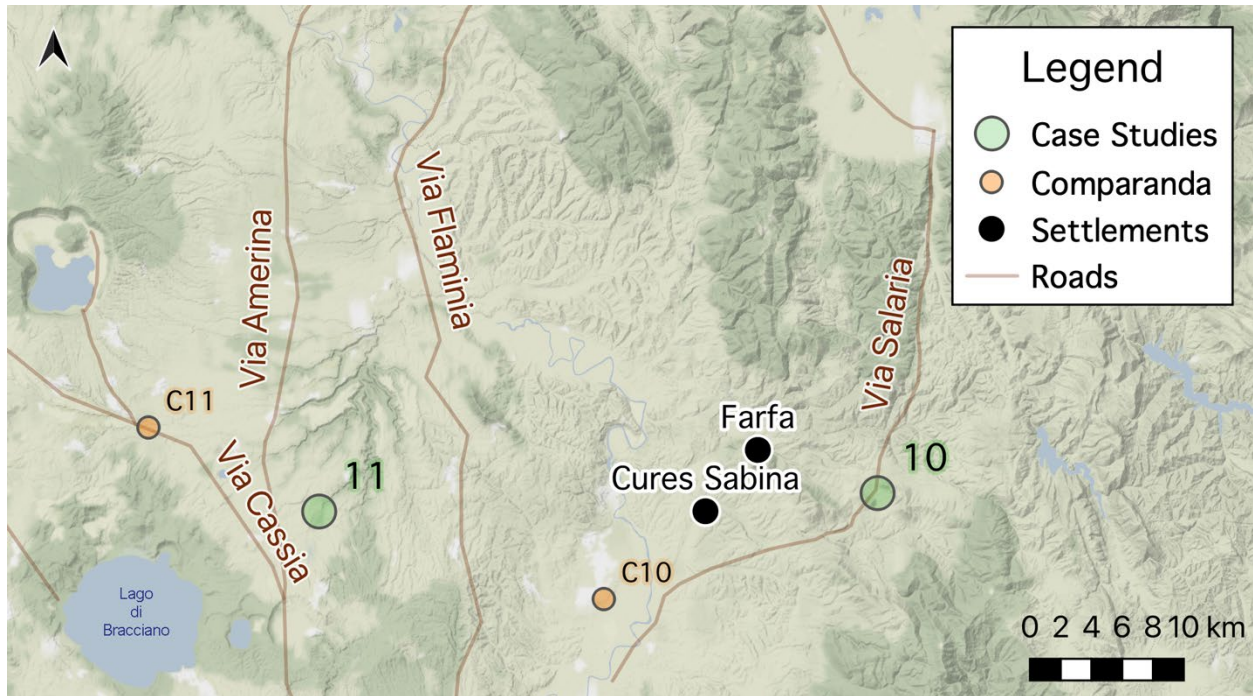 Legend
Case Studies
Comparanda
Settlements
Roads
Via Amerina
Via Flaminia
Via Salaria
C11
Via Cassia
11
Farfa
Cures Sabina
10
C10
Lago
di
Bracciano
0 2 4 6 8 10 km